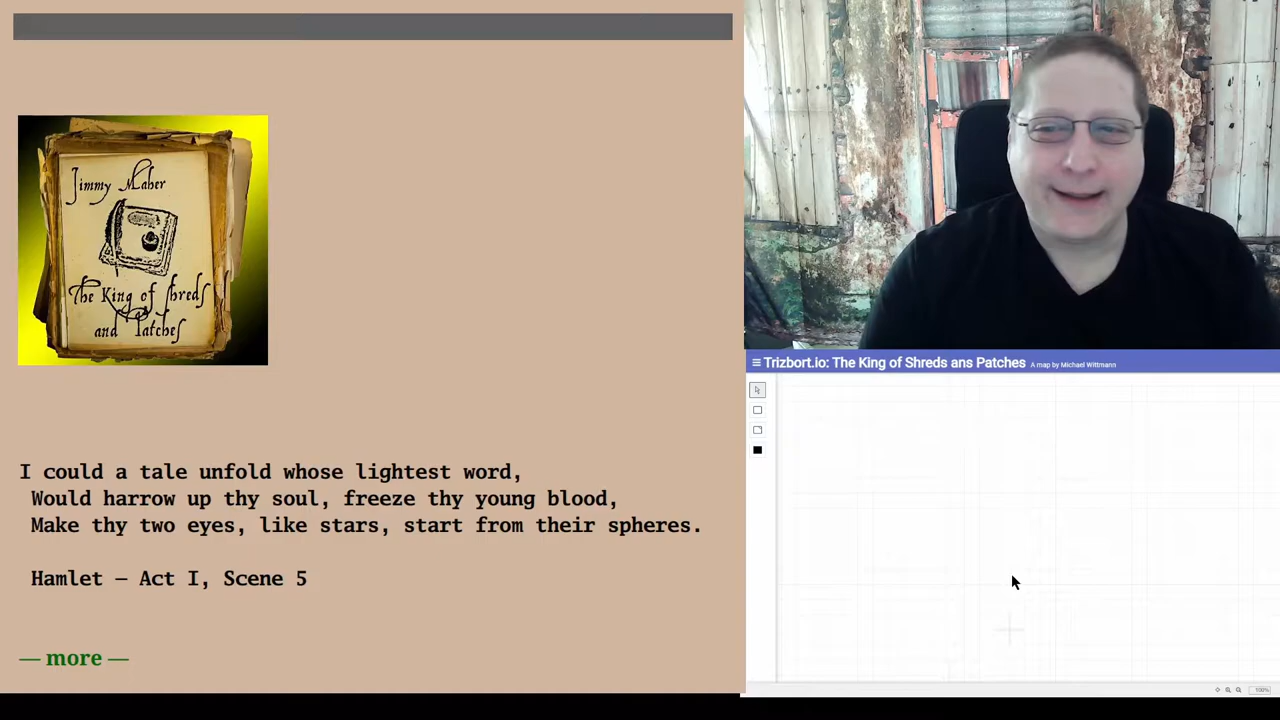 Jimmy Maher
The King of Shreds
and Patches
I could a tale unfold whose lightest word,
Would harrow up thy soul, freeze thy young blood,
Make thy two eyes, like stars, start from their spheres.
Hamlet – Act I, Scene 5
— more —
Trizbort.io: The King of Shreds ans Patches
A map by Michael Wittmann
100%